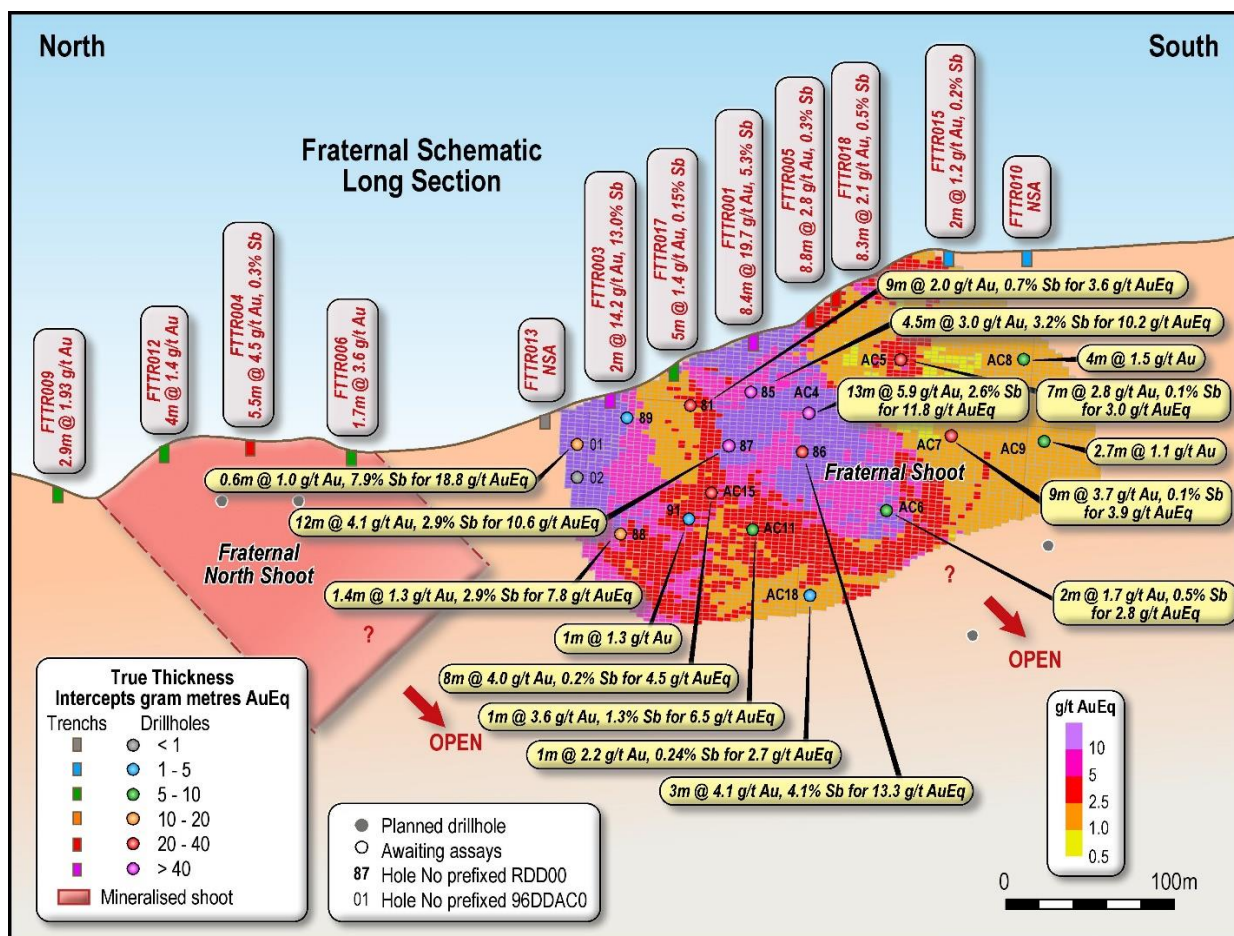 North
South
Fraternal Schematic
Long Section
FTTR009
2.9m @ 1.93 g/t Au
FTTR012
4m @ 1.4 g/t Au
FTTR004
5.5m @ 4.5 g/t Au, 0.3% Sb
FTTR006
1.7m @ 3.6 g/t Au
FTTR013
NSA
FTTR003
2m @ 14.2 g/t Au, 13.0% Sb
FTTR017
5m @ 1.4 g/t Au, 0.15% Sb
FTTR001
8.4m @ 19.7 g/t Au, 5.3% Sb
FTTR005
8.8m @ 2.8 g/t Au, 0.3% Sb
FTTR018
8.3m @ 2.1 g/t Au, 0.5% Sb
FTTR015
2m @ 1.2 g/t Au, 0.2% Sb
FTTR010
NSA
9m @ 2.0 g/t Au, 0.7% Sb for 3.6 g/t AuEq
4.5m @ 3.0 g/t Au, 3.2% Sb for 10.2 g/t AuEq
AC5
AC8
4m @ 1.5 g/t Au
85
AC4
13m @ 5.9 g/t Au, 2.6% Sb
for 11.8 g/t AuEq
7m @ 2.8 g/t Au, 0.1% Sb
for 3.0 g/t AuEq
81
89
01
87
86
AC7
AC9
2.7m @ 1.1 g/t Au
Fraternal Shoot
02
0.6m @ 1.0 g/t Au, 7.9% Sb for 18.8 g/t AuEq
AC15
9m @ 3.7 g/t Au, 0.1% Sb
for 3.9 g/t AuEq
12m @ 4.1 g/t Au, 2.9% Sb for 10.6 g/t AuEq
91
AC6
88
AC11
Fraternal
North Shoot
?
?
1.4m @ 1.3 g/t Au, 2.9% Sb for 7.8 g/t AuEq
AC18
2m @ 1.7 g/t Au, 0.5% Sb
for 2.8 g/t AuEq
1m @ 1.3 g/t Au
OPEN
8m @ 4.0 g/t Au, 0.2% Sb for 4.5 g/t AuEq
1m @ 3.6 g/t Au, 1.3% Sb for 6.5 g/t AuEq
OPEN
1m @ 2.2 g/t Au, 0.24% Sb for 2.7 g/t AuEq
3m @ 4.1 g/t Au, 4.1% Sb for 13.3 g/t AuEq
True Thickness
Intercepts gram metres AuEq
Trenchs Drillholes
< 1
1 - 5
5 - 10
10 - 20
20 - 40
> 40
Mineralised shoot
Planned drillhole
Awaiting assays
87 Hole No prefixed RDD00
01 Hole No prefixed 96DDAC0
g/t AuEq
10
5
2.5
1.0
0.5
0 100m